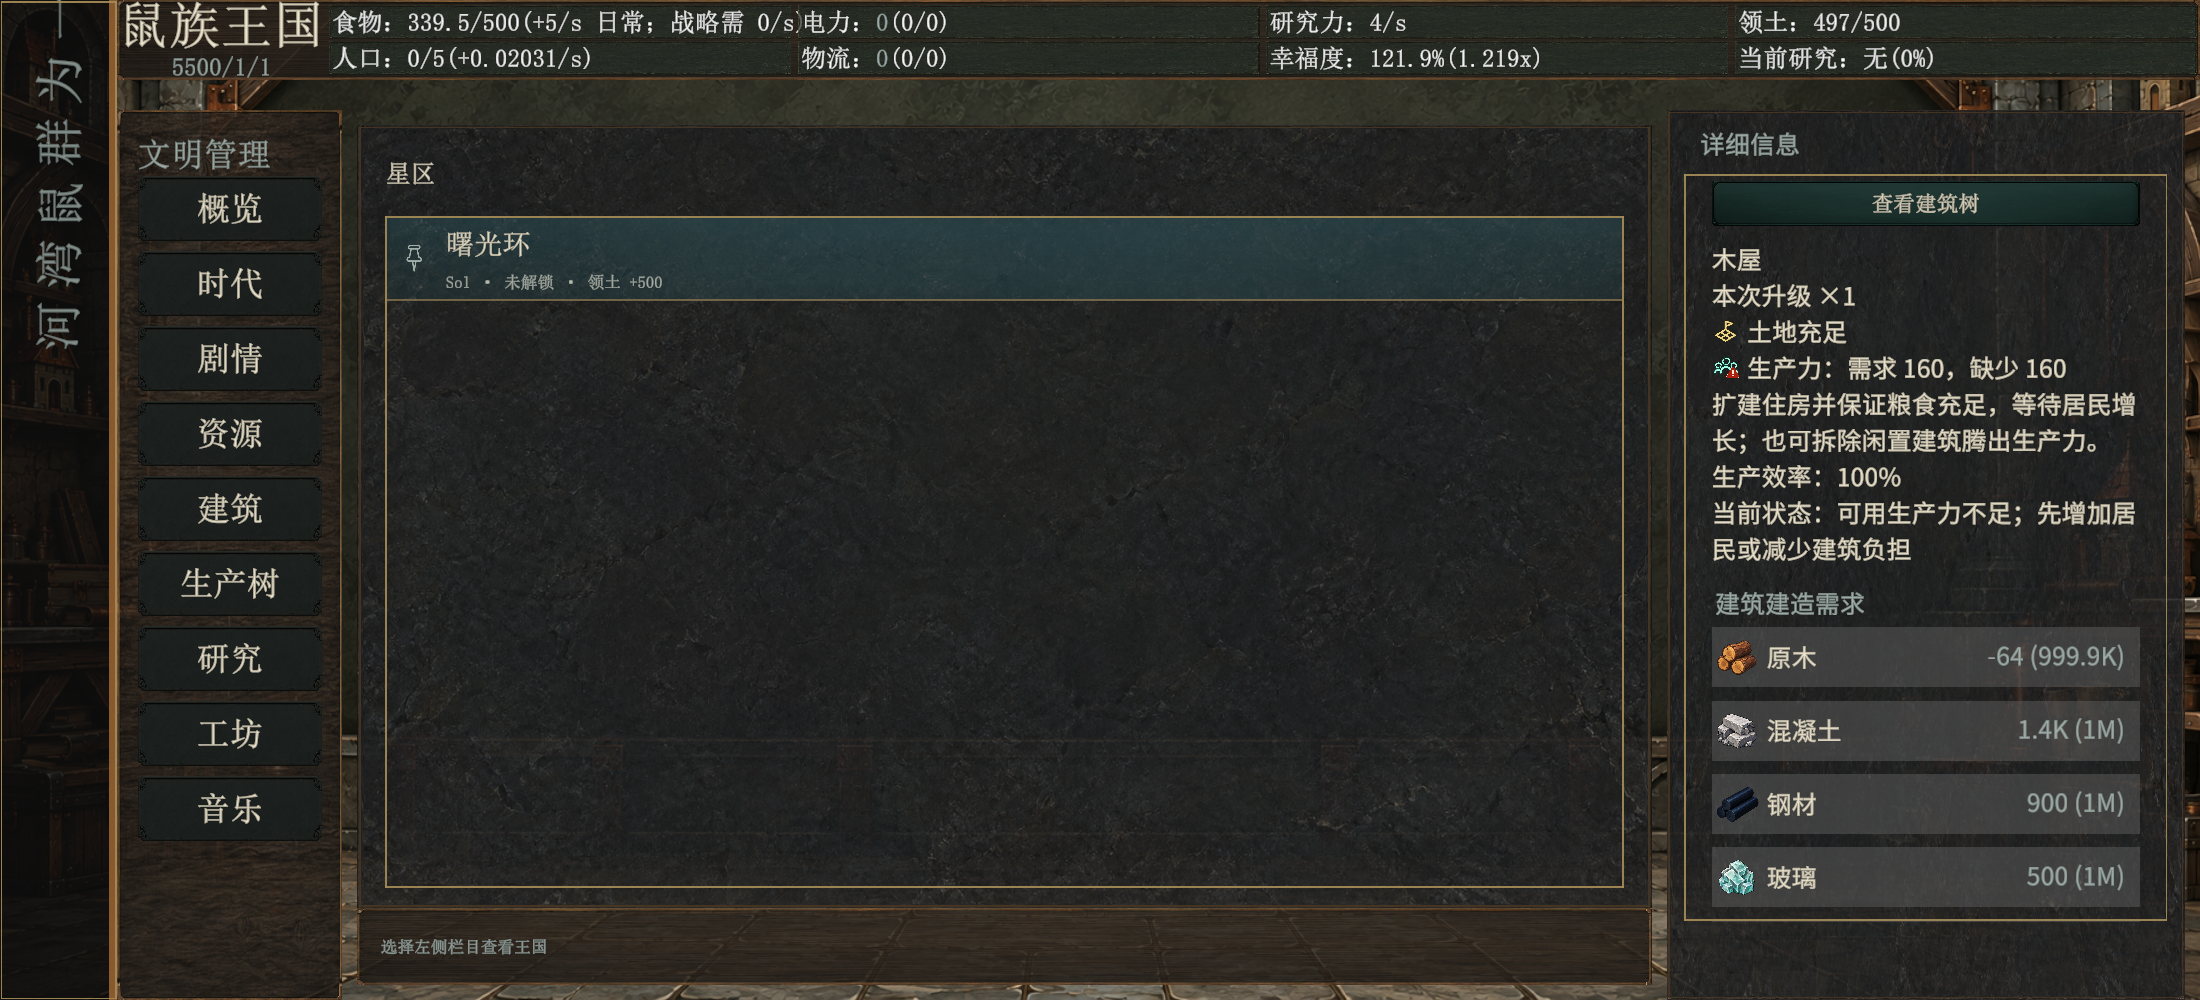 河湾鼠群为一
鼠族王国
5500/1/1
食物：339.5/500(+5/s 日常；战略需 0/s)
电力：0(0/0)
研究力：4/s
领土：497/500
人口：0/5(+0.02031/s)
物流：0(0/0)
幸福度：121.9%(1.219x)
当前研究：无(0%)
文明管理
概览
时代
剧情
资源
建筑
生产树
研究
工坊
音乐
星区
曙光环
Sol • 未解锁 • 领土 +500
选择左侧栏目查看王国
详细信息
查看建筑树
木屋
本次升级 ×1
土地充足
生产力：需求 160，缺少 160
扩建住房并保证粮食充足，等待居民增
长；也可拆除闲置建筑腾出生产力。
生产效率：100%
当前状态：可用生产力不足；先增加居
民或减少建筑负担
建筑建造需求
原木 -64 (999.9K)
混凝土 1.4K (1M)
钢材 900 (1M)
玻璃 500 (1M)